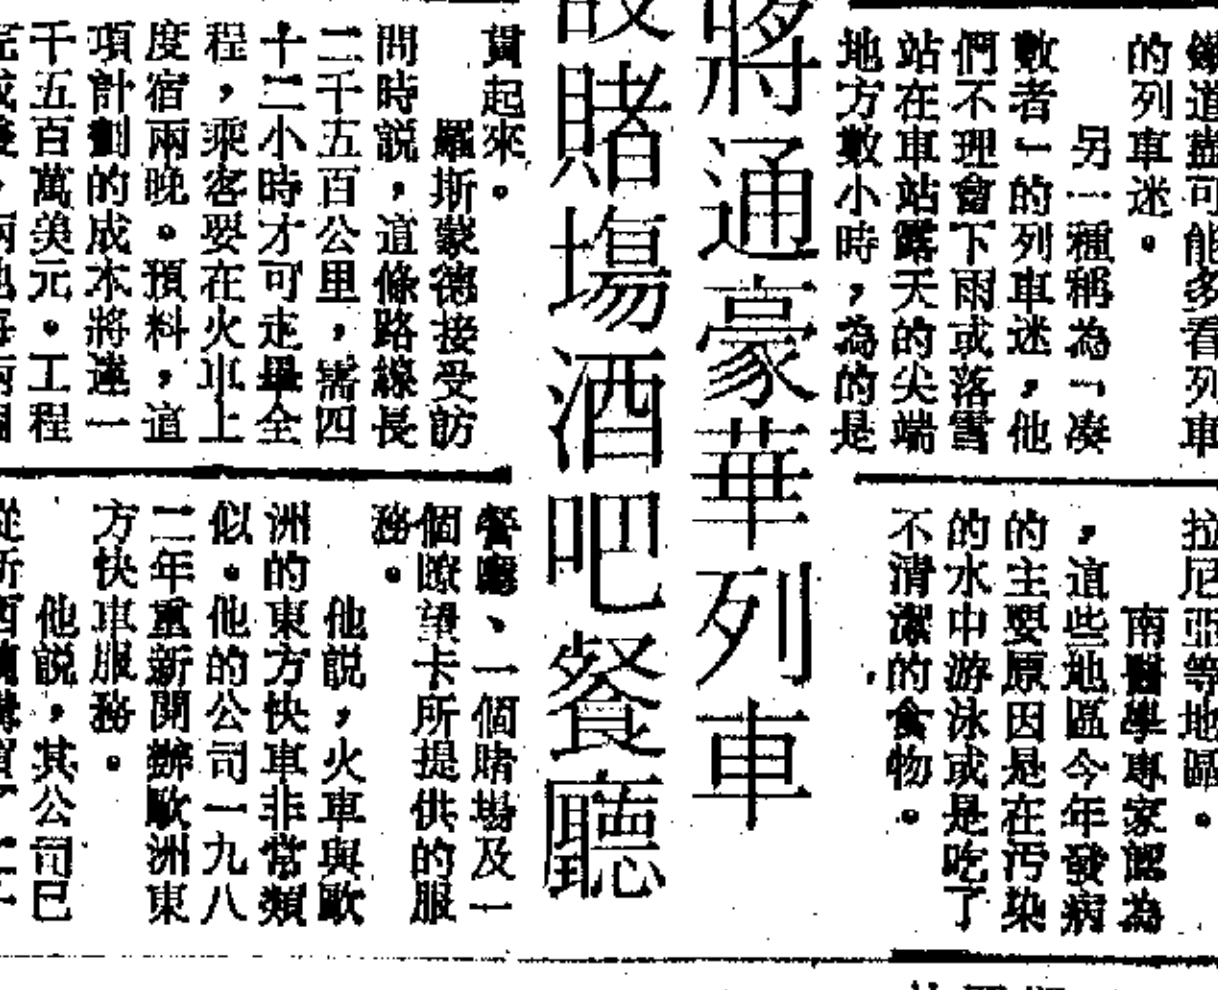 鐵道盡可能多看列車
的列車迷。
另一種稱為「凑
數者」的列車迷,他
們不理會下雨或落雪
站在車站露天的尖端
地方數小時,為的是
拉尼亞等地區。
南醫學專家認為
,這些地區今年發病
的主要原因是在污染
的水中游泳或是吃了
不清潔的食物。
將通豪華列車
設賭場酒吧餐廳
貫起來。
羅斯蒙德接受訪
問時説,這條路線長
二千五百公里,需四
十二小時才可走畢全
程,乘客要在火車上
度宿兩晚。預料,這
項計劃的成本將達一
千五百萬美元。工程
餐廳、一個賭場及一
個瞭望卡所提供的服
務。
他説,火車與歐
洲的東方快車非常類
似。他的公司一九八
二年重新開辦歐洲東
方快車服務。
他説,其公司巳